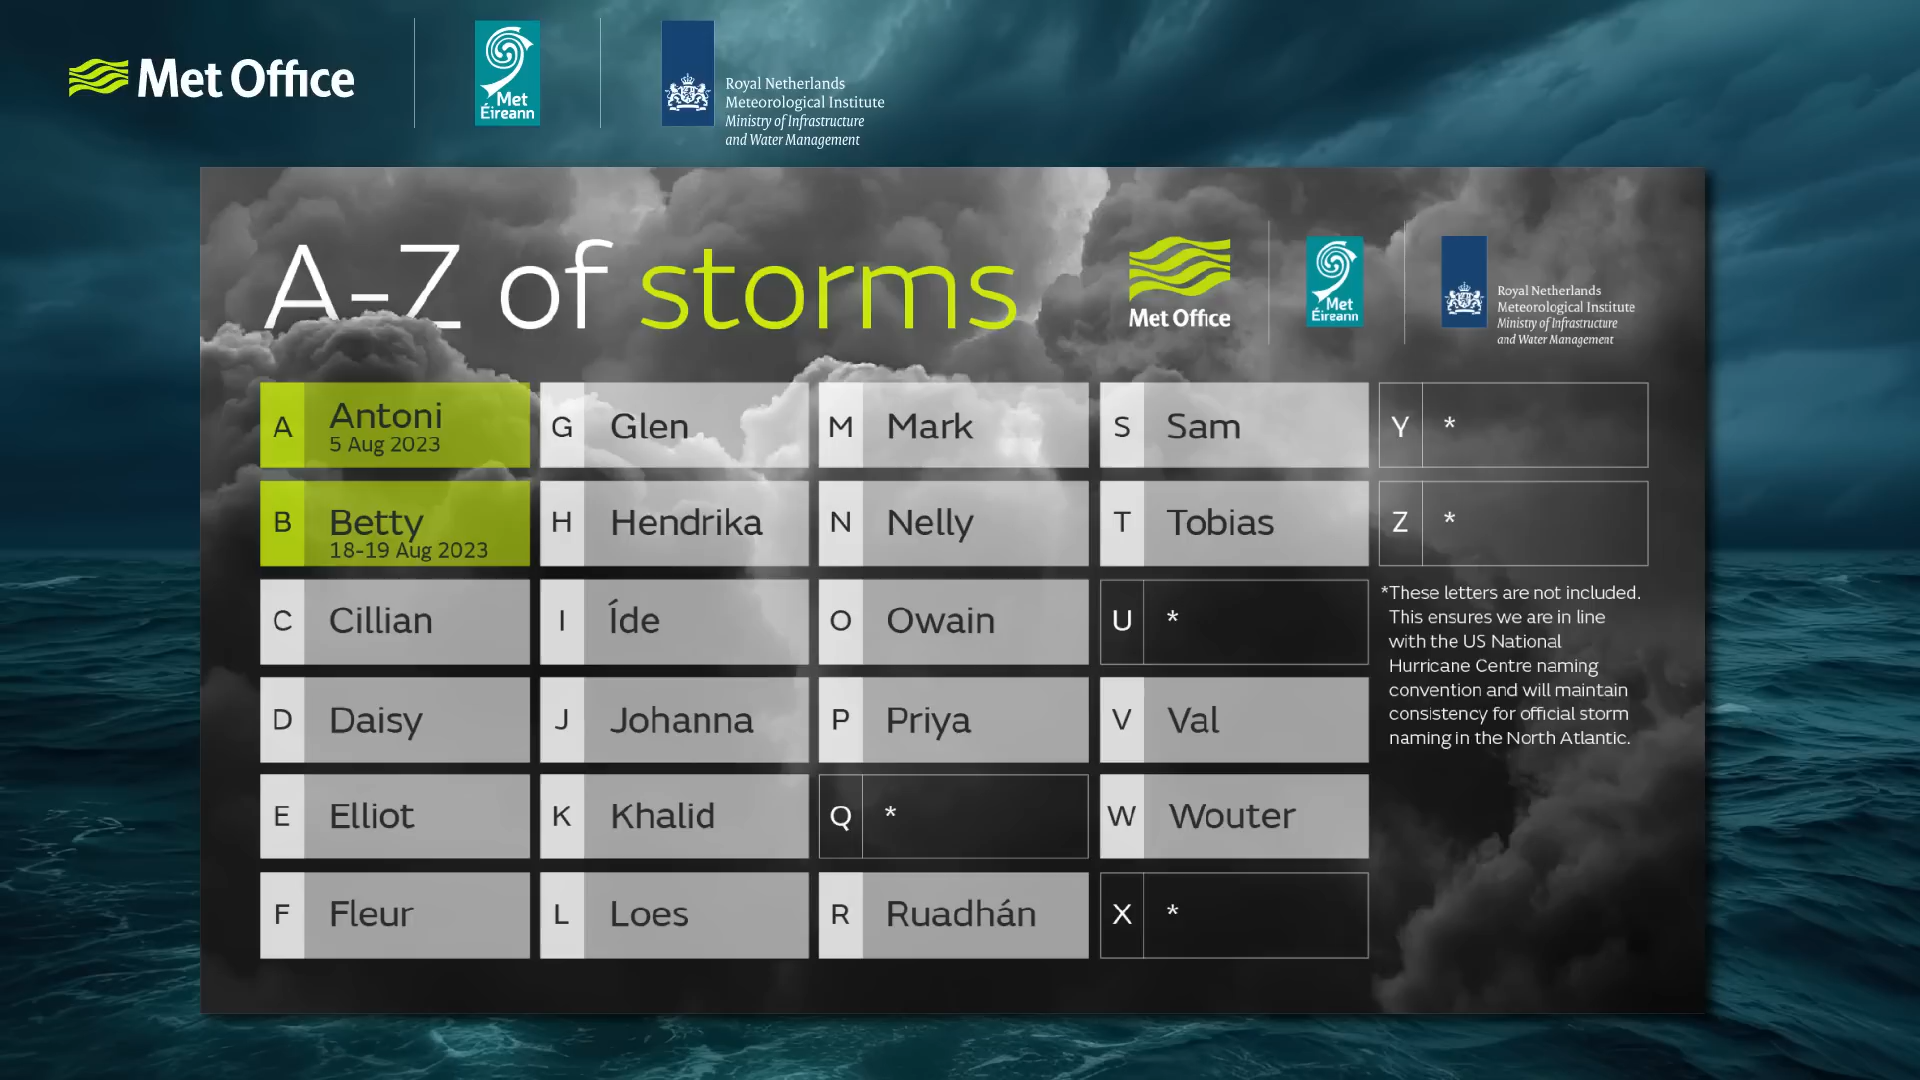 Met Office
Met
Éireann
Royal Netherlands
Meteorological Institute
Ministry of Infrastructure
and Water Management
A-Z of storms
Met Office
Met
Éireann
Royal Netherlands
Meteorological Institute
Ministry of Infrastructure
and Water Management
A Antoni
5 Aug 2023
B Betty
18-19 Aug 2023
C Cillian
D Daisy
E Elliot
F Fleur
G Glen
H Hendrika
I Íde
J Johanna
K Khalid
L Loes
M Mark
N Nelly
O Owain
P Priya
Q *
R Ruadhán
S Sam
T Tobias
U *
V Val
W Wouter
X *
Y *
Z *
*These letters are not included.
This ensures we are in line
with the US National
Hurricane Centre naming
convention and will maintain
consistency for official storm
naming in the North Atlantic.